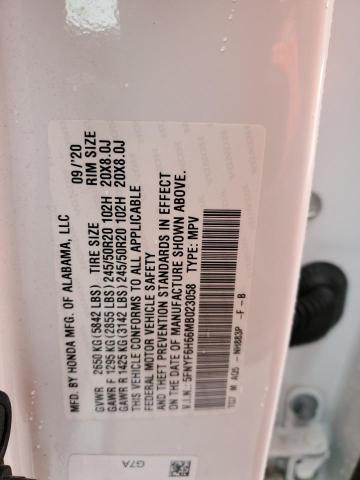 MFD. BY HONDA MFG. OF ALABAMA, LLC 09/'20
GVWR 2650 KG (5842 LBS) TIRE SIZE RIM SIZE
GAWR F 1295 KG (2855 LBS) 245/50R20 102H 20X8.0J
GAWR R 1425 KG (3142 LBS) 245/50R20 102H 20X8.0J
THIS VEHICLE CONFORMS TO ALL APPLICABLE
FEDERAL MOTOR VEHICLE SAFETY
AND THEFT PREVENTION STANDARDS IN EFFECT
ON THE DATE OF MANUFACTURE SHOWN ABOVE.
V.I.N.: 5FNYF6H66MB023058 TYPE: MPV
TG7 M AQ5 - NH883P -F -B
G7A